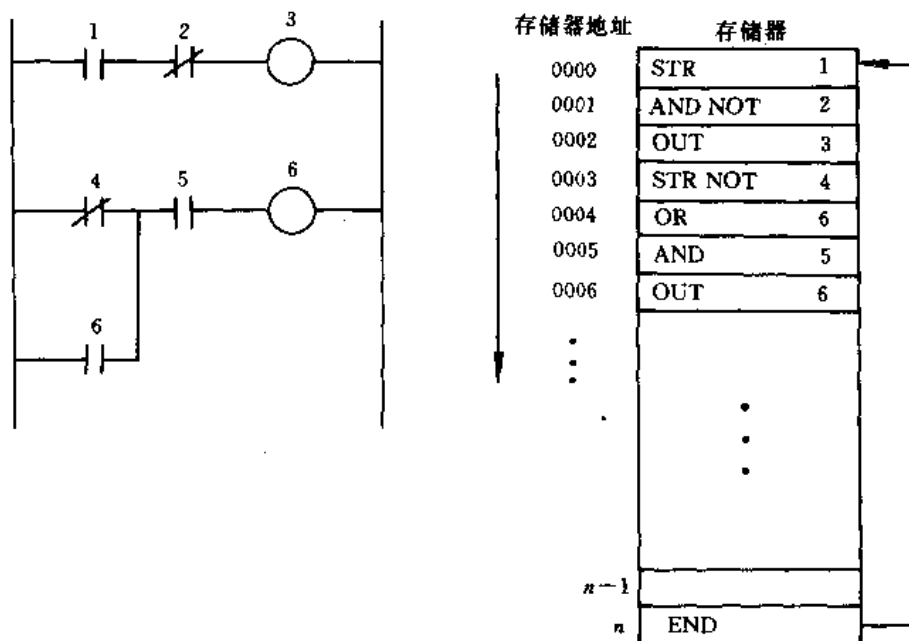 1 2 3
4 5 6
6
存储器地址 存储器
0000 STR 1
0001 AND NOT 2
0002 OUT 3
0003 STR NOT 4
0004 OR 6
0005 AND 5
0006 OUT 6
n-1
n END